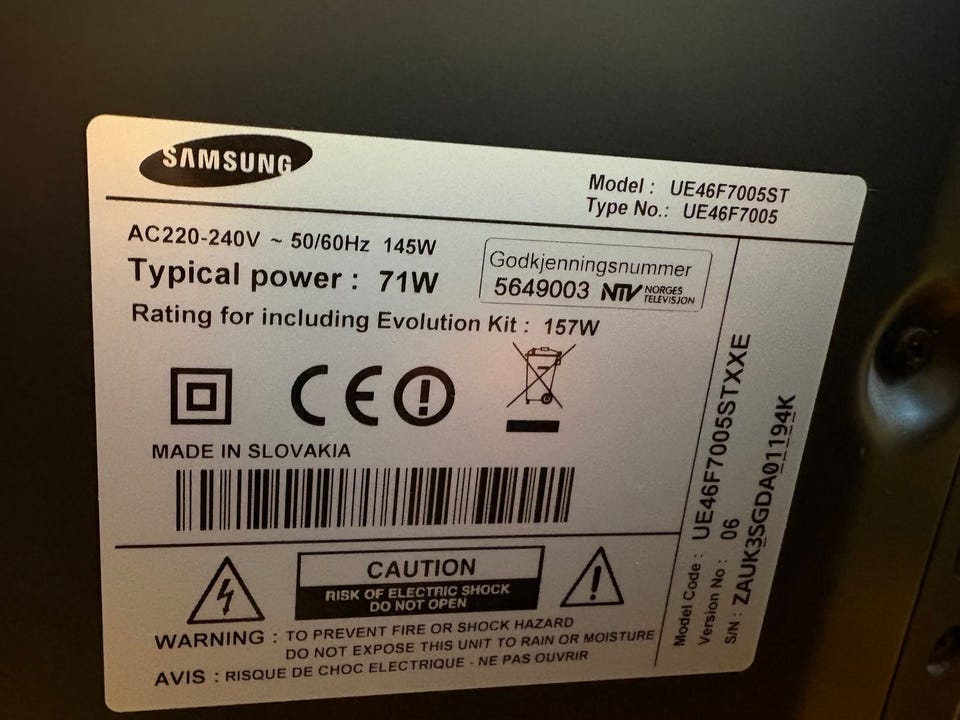 SAMSUNG
Model : UE46F7005ST
Type No.: UE46F7005
AC220-240V ~ 50/60Hz 145W
Typical power : 71W
Godkjenningsnummer
5649003 NTV NORGES TELEVISJON
Rating for including Evolution Kit : 157W
CE
MADE IN SLOVAKIA
CAUTION
RISK OF ELECTRIC SHOCK
DO NOT OPEN
WARNING : TO PREVENT FIRE OR SHOCK HAZARD
DO NOT EXPOSE THIS UNIT TO RAIN OR MOISTURE
AVIS : RISQUE DE CHOC ELECTRIQUE - NE PAS OUVRIR
Model Code : UE46F7005STXXE
Version No : 06
S/N : ZAUK3SGDA01194K